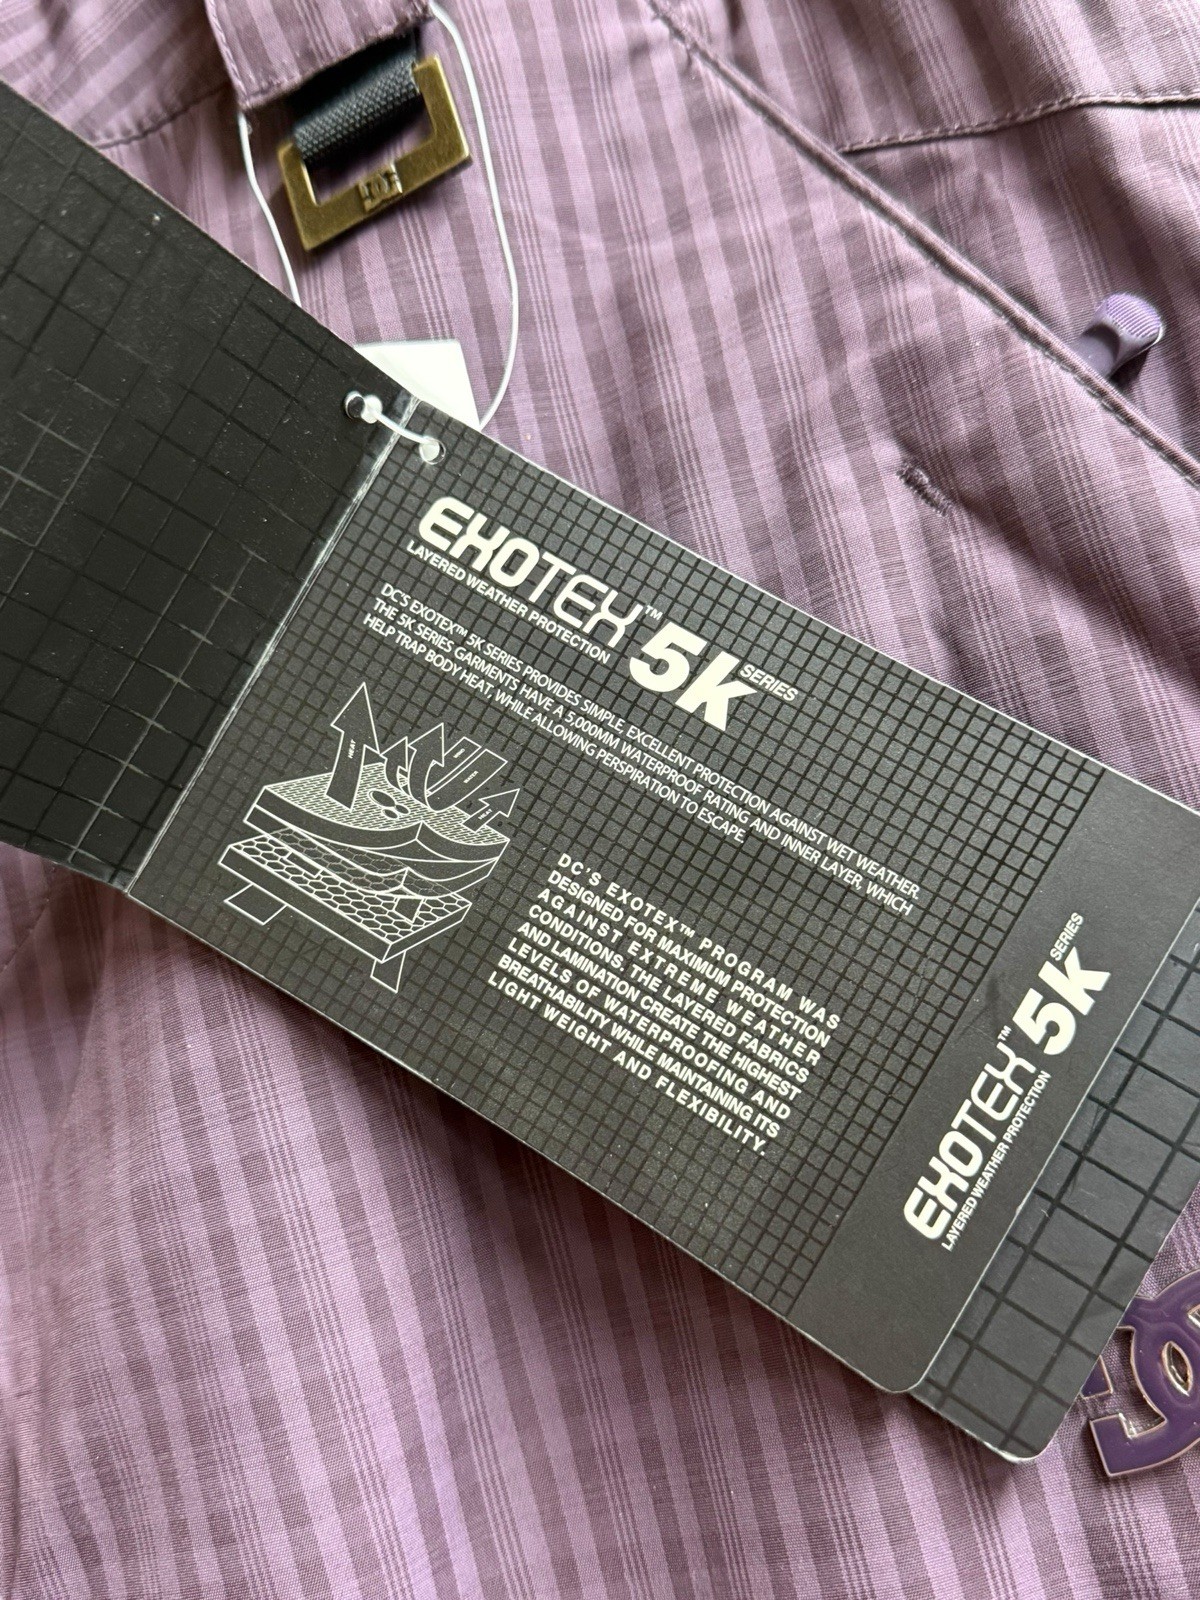 DC
EXOTEX™ 5K SERIES
LAYERED WEATHER PROTECTION
DC'S EXOTEX™ 5K SERIES PROVIDES SIMPLE, EXCELLENT PROTECTION AGAINST WET WEATHER.
THE 5K SERIES GARMENTS HAVE A 5,000MM WATERPROOF RATING AND INNER LAYER, WHICH
HELP TRAP BODY HEAT, WHILE ALLOWING PERSPIRATION TO ESCAPE.
HEAT
WATER
DC'S EXOTEX™ PROGRAM WAS
DESIGNED FOR MAXIMUM PROTECTION
AGAINST EXTREME WEATHER
CONDITIONS, THE LAYERED FABRICS
AND LAMINATION CREATE THE HIGHEST
LEVELS OF WATERPROOFING AND
BREATHABILITY WHILE MAINTAINING ITS
LIGHT WEIGHT AND FLEXIBILITY.
EXOTEX™ 5K SERIES
LAYERED WEATHER PROTECTION